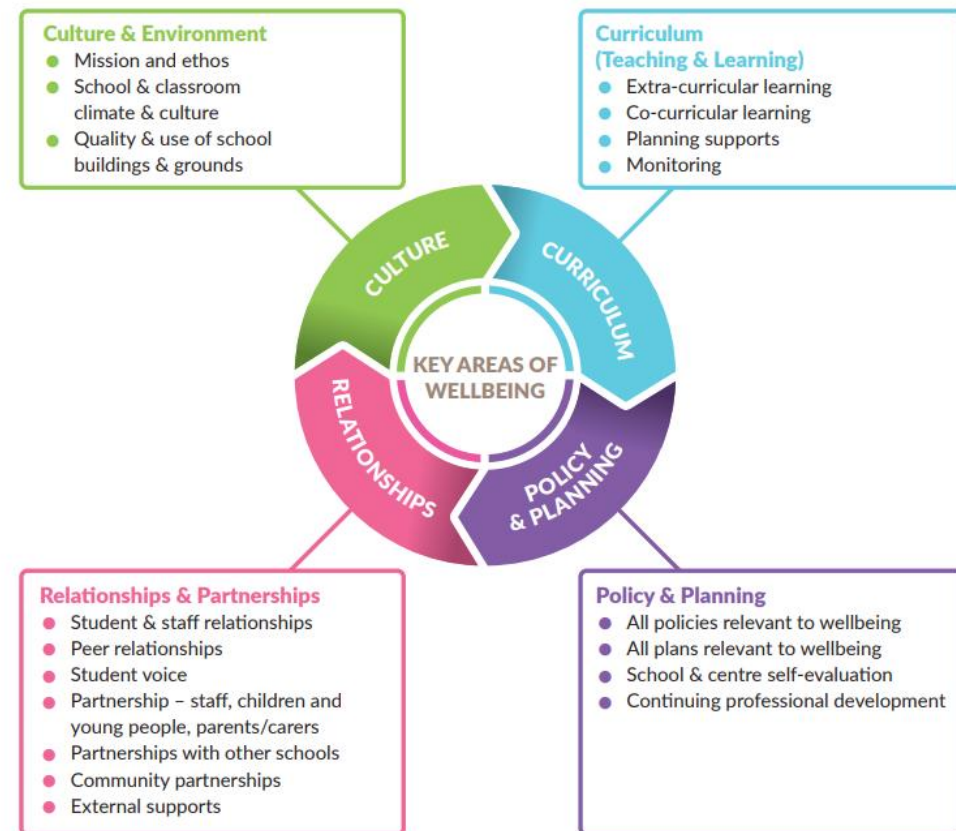 Culture & Environment
● Mission and ethos
● School & classroom
climate & culture
● Quality & use of school
buildings & grounds
Curriculum
(Teaching & Learning)
● Extra-curricular learning
● Co-curricular learning
● Planning supports
● Monitoring
CULTURE
CURRICULUM
KEY AREAS OF
WELLBEING
RELATIONSHIPS
POLICY
& PLANNING
Relationships & Partnerships
● Student & staff relationships
● Peer relationships
● Student voice
● Partnership – staff, children and
young people, parents/carers
● Partnerships with other schools
● Community partnerships
● External supports
Policy & Planning
● All policies relevant to wellbeing
● All plans relevant to wellbeing
● School & centre self-evaluation
● Continuing professional development